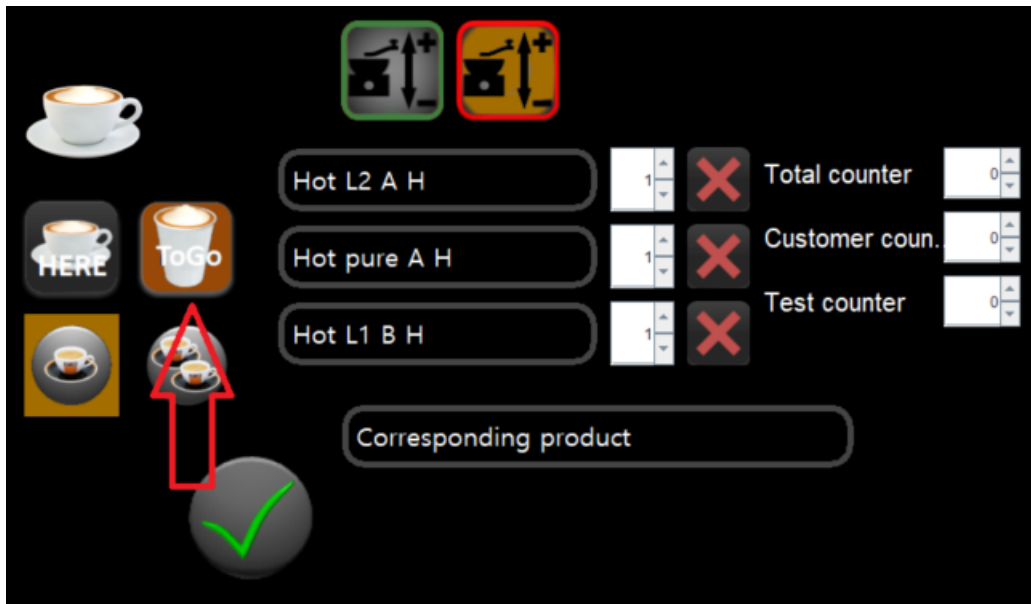 Hot L2 A H
1
Total counter
0
HERE
ToGo
Hot pure A H
1
Customer coun..
0
Hot L1 B H
1
Test counter
0
Corresponding product